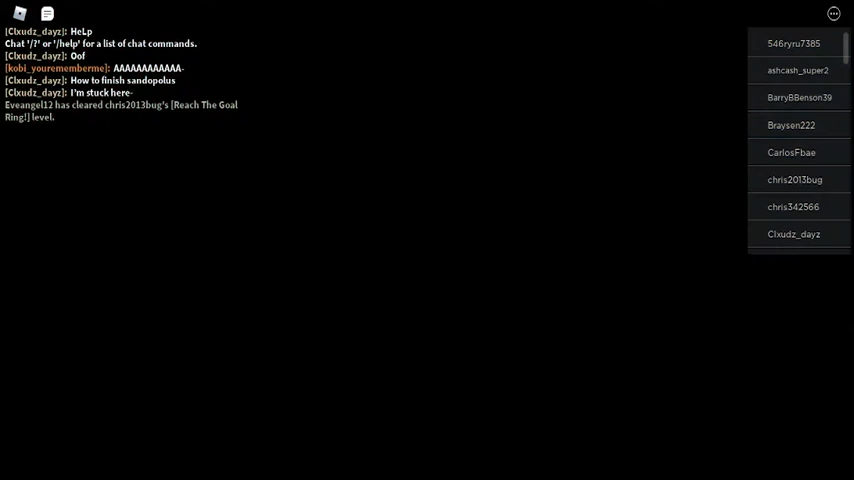 [Clxudz_dayz]: HeLp
Chat '/?' or '/help' for a list of chat commands.
[Clxudz_dayz]: Oof
[kobi_yourememberme]: AAAAAAAAAAAA-
[Clxudz_dayz]: How to finish sandopolus
[Clxudz_dayz]: I'm stuck here-
Eveangel12 has cleared chris2013bug's [Reach The Goal
Ring!] level.
546ryru7385
ashcash_super2
BarryBBenson39
Braysen222
CarlosFbae
chris2013bug
chris342566
Clxudz_dayz